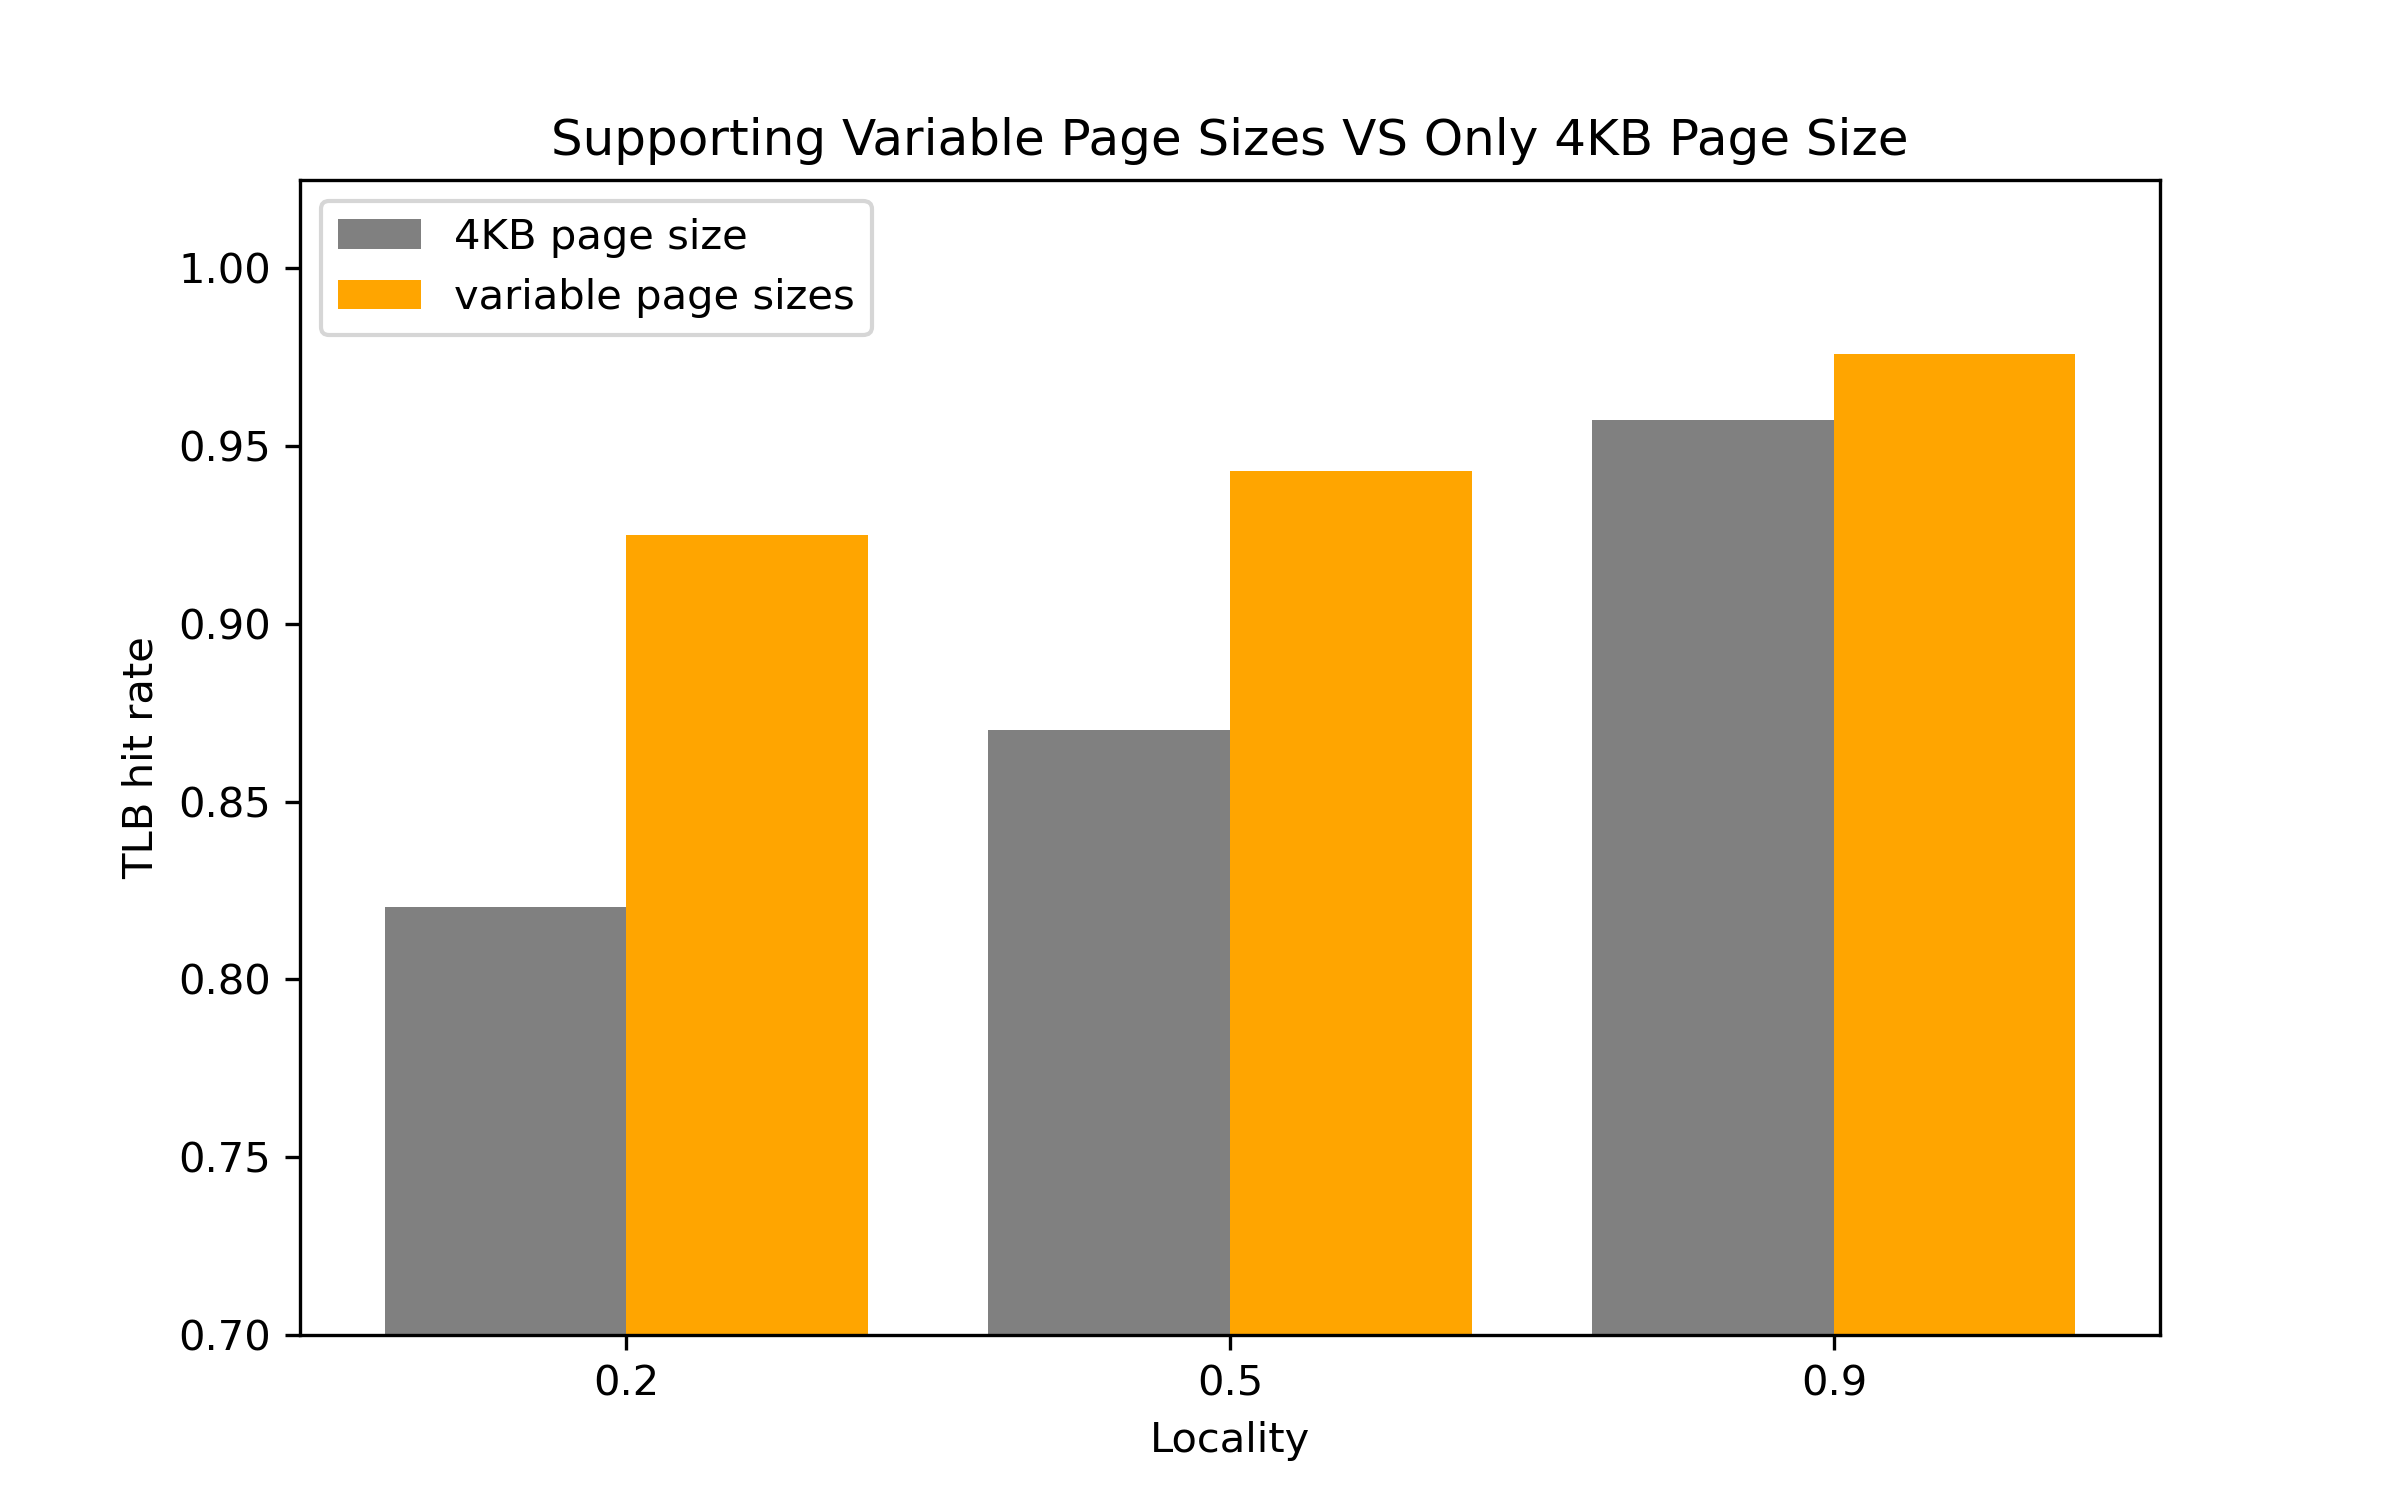 Supporting Variable Page Sizes VS Only 4KB Page Size
4KB page size
variable page sizes
1.00
0.95
0.90
0.85
0.80
0.75
0.70
TLB hit rate
0.2 0.5 0.9
Locality